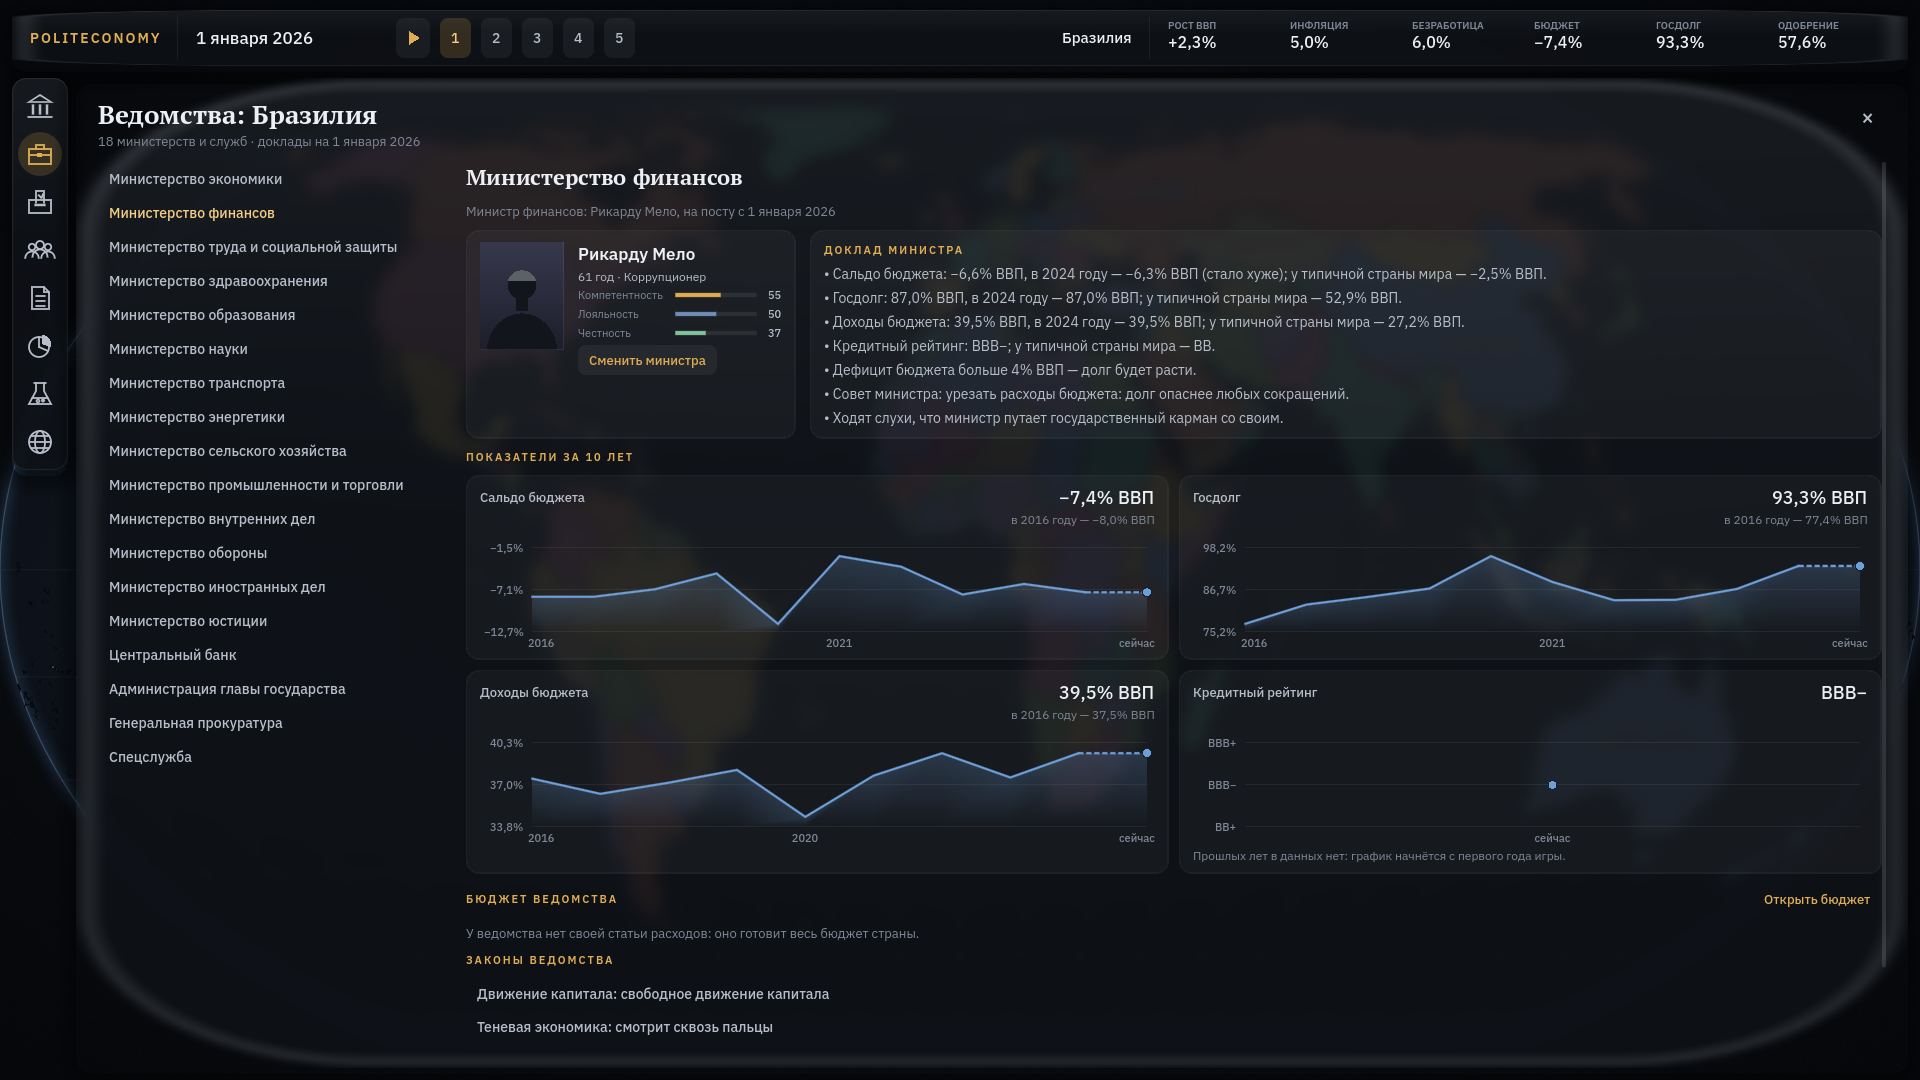 POLITECONOMY
1 января 2026
1
2
3
4
5
Бразилия
РОСТ ВВП
+2,3%
ИНФЛЯЦИЯ
5,0%
БЕЗРАБОТИЦА
6,0%
БЮДЖЕТ
−7,4%
ГОСДОЛГ
93,3%
ОДОБРЕНИЕ
57,6%
Ведомства: Бразилия
×
18 министерств и служб · доклады на 1 января 2026
Министерство экономики
Министерство финансов
Министерство труда и социальной защиты
Министерство здравоохранения
Министерство образования
Министерство науки
Министерство транспорта
Министерство энергетики
Министерство сельского хозяйства
Министерство промышленности и торговли
Министерство внутренних дел
Министерство обороны
Министерство иностранных дел
Министерство юстиции
Центральный банк
Администрация главы государства
Генеральная прокуратура
Спецслужба
Министерство финансов
Министр финансов: Рикарду Мело, на посту с 1 января 2026
Рикарду Мело
61 год · Коррупционер
Компетентность 55
Лояльность 50
Честность 37
Сменить министра
ДОКЛАД МИНИСТРА
• Сальдо бюджета: −6,6% ВВП, в 2024 году — −6,3% ВВП (стало хуже); у типичной страны мира — −2,5% ВВП.
• Госдолг: 87,0% ВВП, в 2024 году — 87,0% ВВП; у типичной страны мира — 52,9% ВВП.
• Доходы бюджета: 39,5% ВВП, в 2024 году — 39,5% ВВП; у типичной страны мира — 27,2% ВВП.
• Кредитный рейтинг: BBB−; у типичной страны мира — BB.
• Дефицит бюджета больше 4% ВВП — долг будет расти.
• Совет министра: урезать расходы бюджета: долг опаснее любых сокращений.
• Ходят слухи, что министр путает государственный карман со своим.
ПОКАЗАТЕЛИ ЗА 10 ЛЕТ
Сальдо бюджета
−7,4% ВВП
в 2016 году — −8,0% ВВП
−1,5%
−7,1%
−12,7%
2016
2021
сейчас
Госдолг
93,3% ВВП
в 2016 году — 77,4% ВВП
98,2%
86,7%
75,2%
2016
2021
сейчас
Доходы бюджета
39,5% ВВП
в 2016 году — 37,5% ВВП
40,3%
37,0%
33,8%
2016
2020
сейчас
Кредитный рейтинг
BBB−
BBB+
BBB−
BB+
сейчас
Прошлых лет в данных нет: график начнётся с первого года игры.
БЮДЖЕТ ВЕДОМСТВА
Открыть бюджет
У ведомства нет своей статьи расходов: оно готовит весь бюджет страны.
ЗАКОНЫ ВЕДОМСТВА
Движение капитала: свободное движение капитала
Теневая экономика: смотрит сквозь пальцы